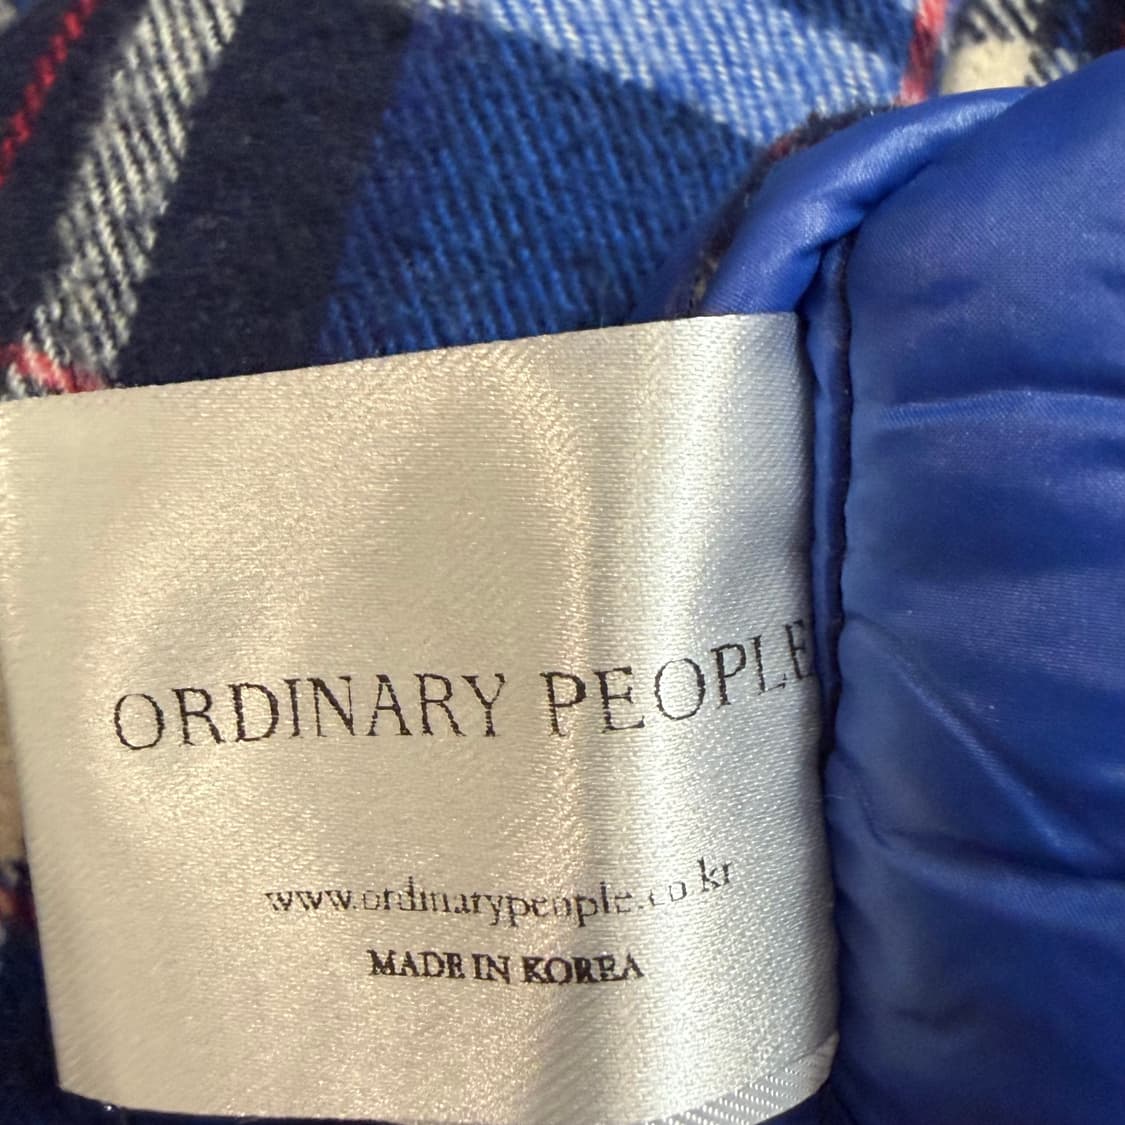 ORDINARY PEOPLE
www.ordinarypeople.co.kr
MADE IN KOREA